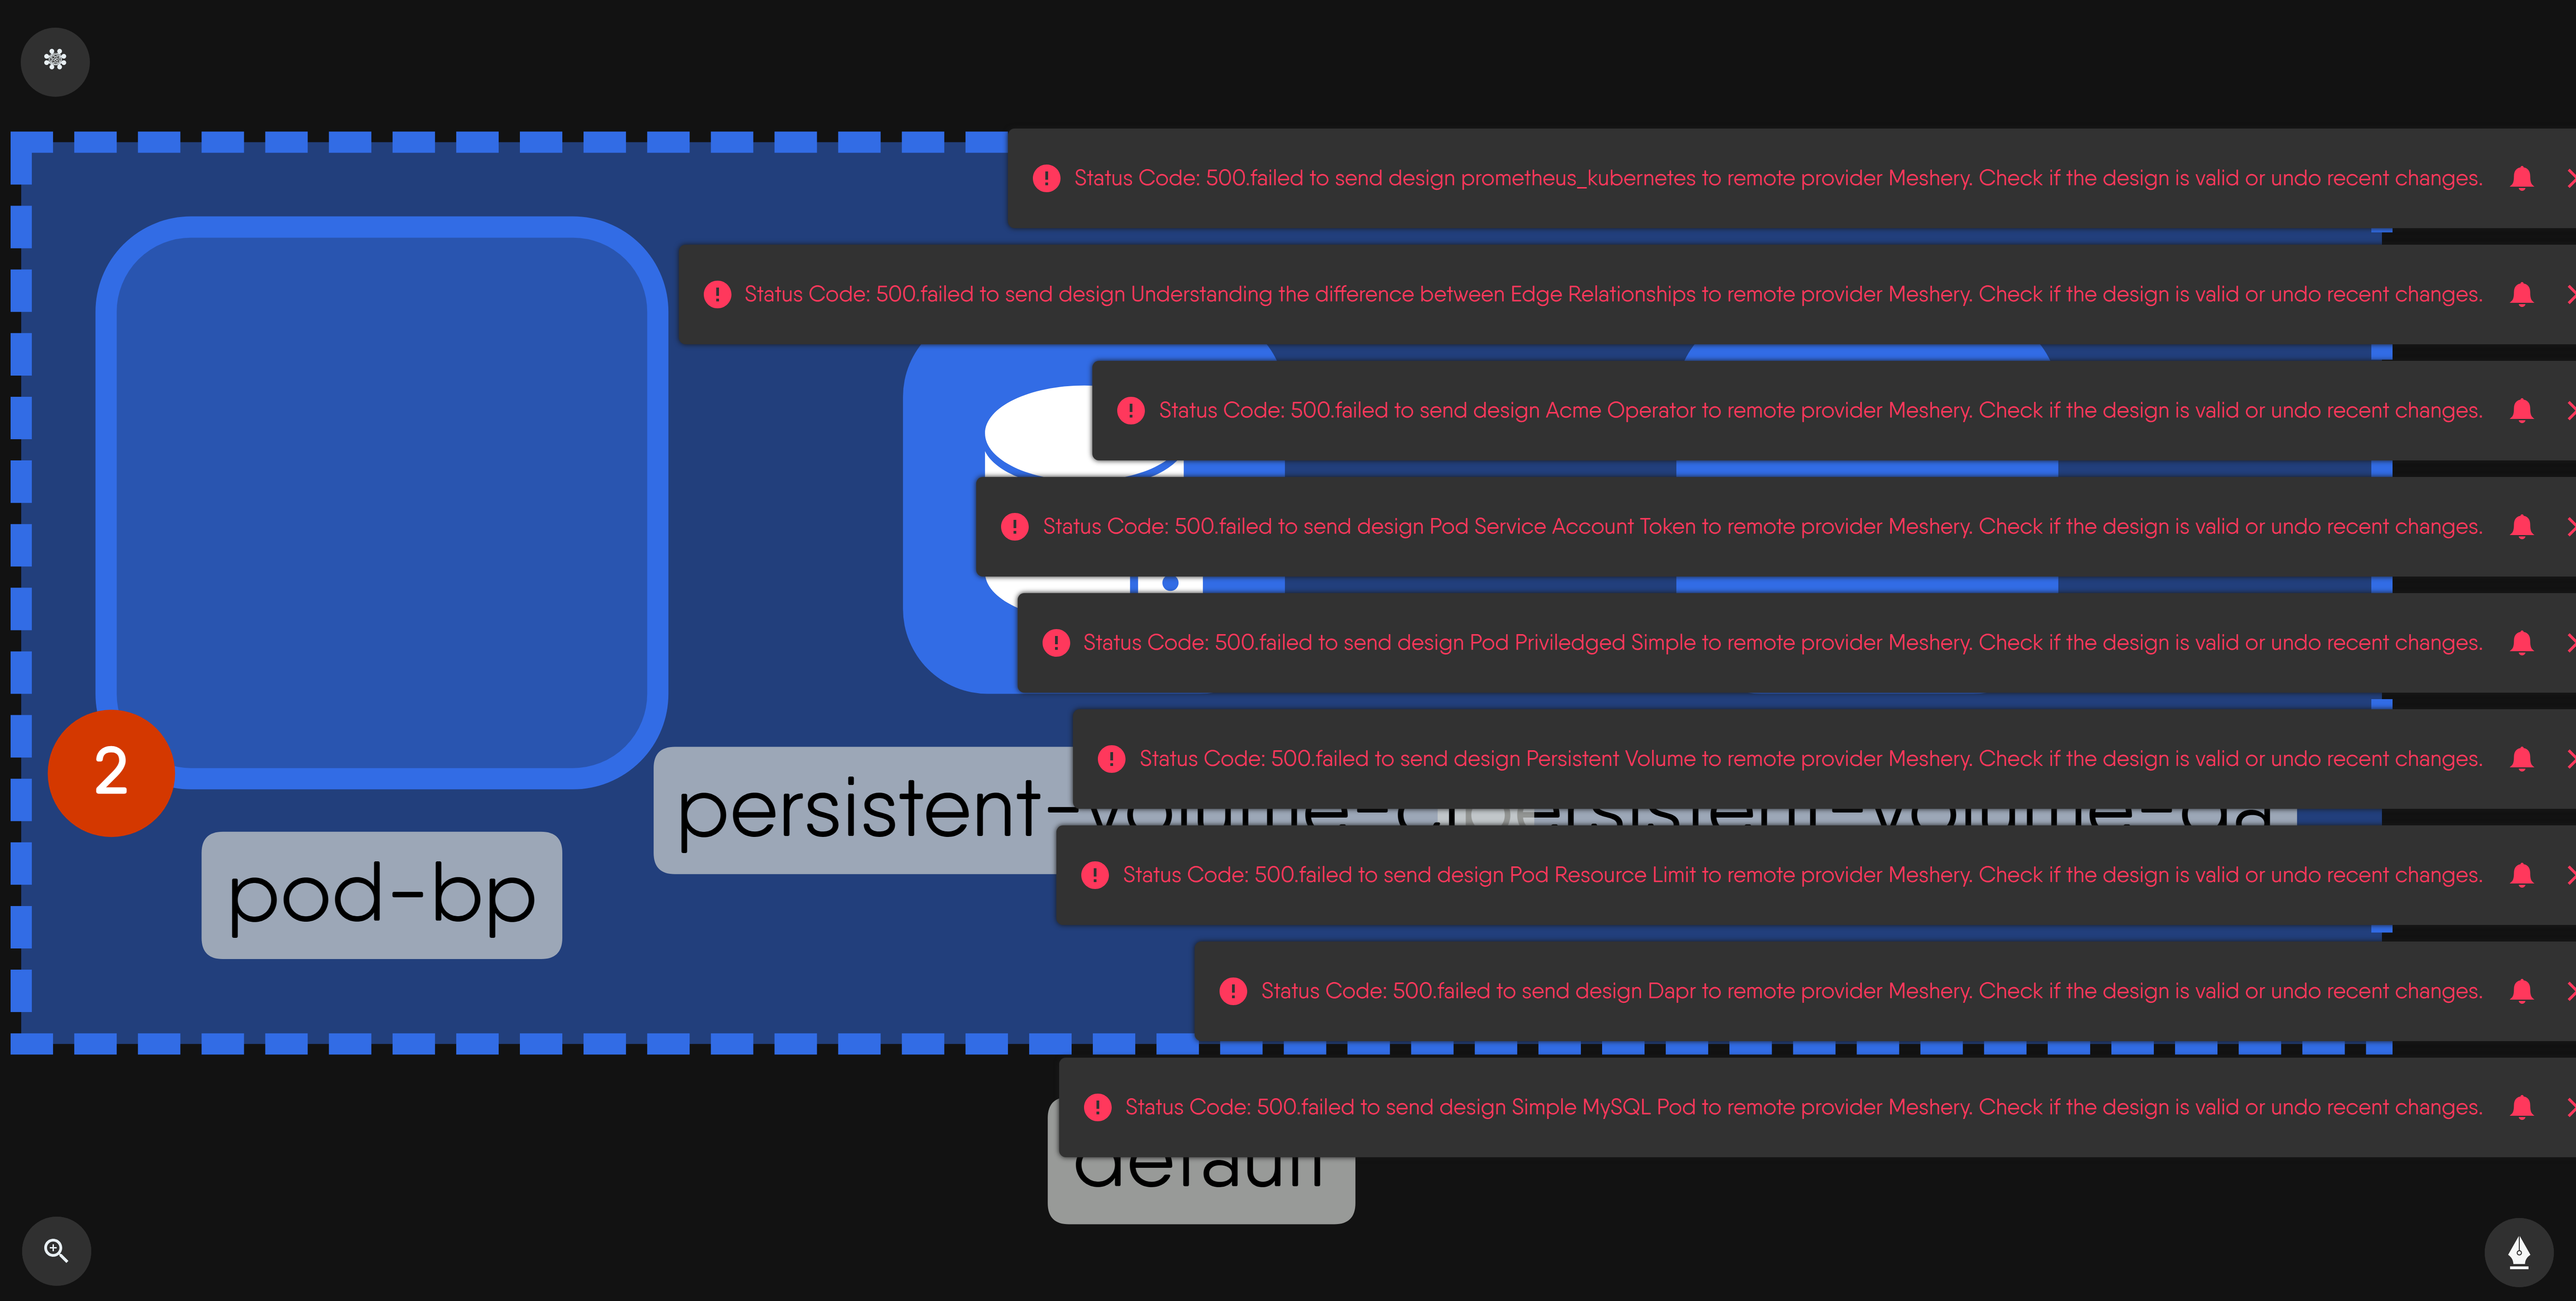 Status Code: 500.failed to send design prometheus_kubernetes to remote provider Meshery. Check if the design is valid or undo recent changes.
Status Code: 500.failed to send design Understanding the difference between Edge Relationships to remote provider Meshery. Check if the design is valid or undo recent changes.
Status Code: 500.failed to send design Acme Operator to remote provider Meshery. Check if the design is valid or undo recent changes.
Status Code: 500.failed to send design Pod Service Account Token to remote provider Meshery. Check if the design is valid or undo recent changes.
Status Code: 500.failed to send design Pod Priviledged Simple to remote provider Meshery. Check if the design is valid or undo recent changes.
Status Code: 500.failed to send design Persistent Volume to remote provider Meshery. Check if the design is valid or undo recent changes.
2
persistent-volume-
persistent-volume-
Status Code: 500.failed to send design Pod Resource Limit to remote provider Meshery. Check if the design is valid or undo recent changes.
pod-bp
Status Code: 500.failed to send design Dapr to remote provider Meshery. Check if the design is valid or undo recent changes.
Status Code: 500.failed to send design Simple MySQL Pod to remote provider Meshery. Check if the design is valid or undo recent changes.
default